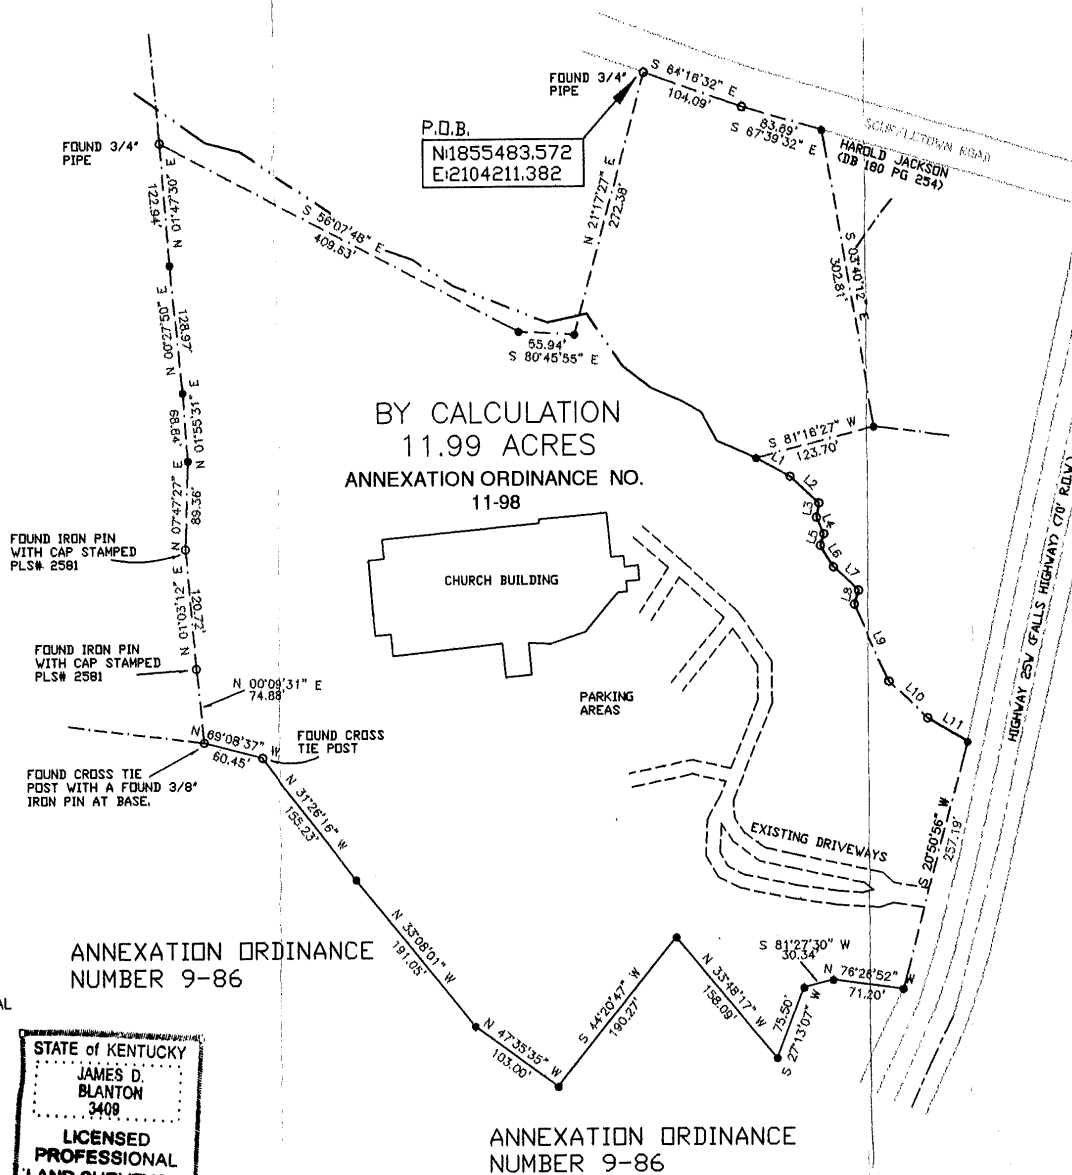 S 64°16'32" E
104.09'
83.89'
S 67°39'32" E
SCUFFLETOWN ROAD
HAROLD JACKSON
(DB 180 PG 254)
FOUND 3/4"
PIPE
P.O.B.
N:1855483.572
E:2104211.382
FOUND 3/4"
PIPE
N 01°47'30" E
122.94'
S 56°07'48" E
409.63'
N 21°17'27" E
272.38'
S 03°40'12" E
302.81'
N 00°27'50" E
128.97'
55.94'
S 80°45'55" E
N 01°55'31" E
68.84'
BY CALCULATION
11.99 ACRES
ANNEXATION ORDINANCE NO.
11-98
S 81°16'27" W
123.70'
L1
L2
L3
L4
L5
L6
L7
L8
L9
L10
L11
HIGHWAY 25W (FALLS HIGHWAY) (70' R.O.W.)
N 07°47'27" E
89.36'
FOUND IRON PIN
WITH CAP STAMPED
PLS# 2581
CHURCH BUILDING
N 01°03'12" E
120.72'
FOUND IRON PIN
WITH CAP STAMPED
PLS# 2581
N 00°09'31" E
74.88'
PARKING
AREAS
N 69°08'37" W
60.45'
FOUND CROSS
TIE POST
FOUND CROSS TIE
POST WITH A FOUND 3/8"
IRON PIN AT BASE.
N 31°26'16" W
155.23'
S 20°50'56" W
257.19'
EXISTING DRIVEWAYS
N 33°08'01" W
191.05'
ANNEXATION ORDINANCE
NUMBER 9-86
S 81°27'30" W
30.34'
N 76°26'52" W
71.20'
N 33°48'17" W
158.09'
S 44°20'47" W
190.27'
75.50'
S 27°13'07" W
N 47°35'35" W
103.00'
AL
STATE of KENTUCKY
JAMES D.
BLANTON
3409
LICENSED
PROFESSIONAL
LAND SURVEYOR
ANNEXATION ORDINANCE
NUMBER 9-86